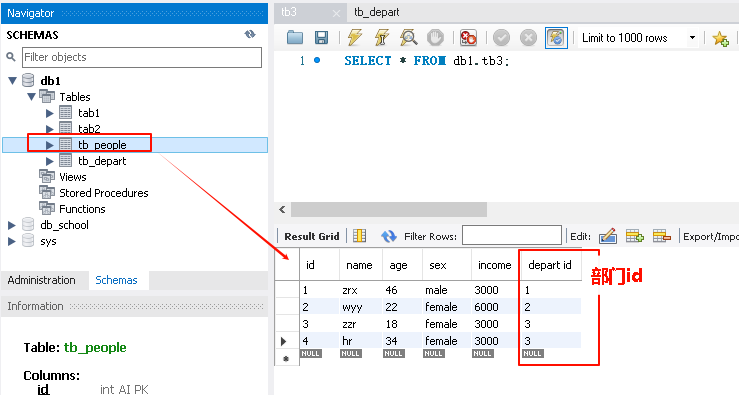 Navigator
SCHEMAS
Filter objects
db1
Tables
tab1
tab2
tb_people
tb_depart
Views
Stored Procedures
Functions
db_school
sys
Administration Schemas
Information
Table: tb_people
Columns:
id int AI PK
tb3 tb_depart
Limit to 1000 rows
1 SELECT * FROM db1.tb3;
Result Grid Filter Rows: Edit: Export/Impo
id name age sex income depart id
1 zrx 46 male 3000 1
2 wyy 22 female 6000 2
3 zzr 18 female 3000 3
4 hr 34 female 3000 3
NULL NULL NULL NULL NULL NULL
部门id